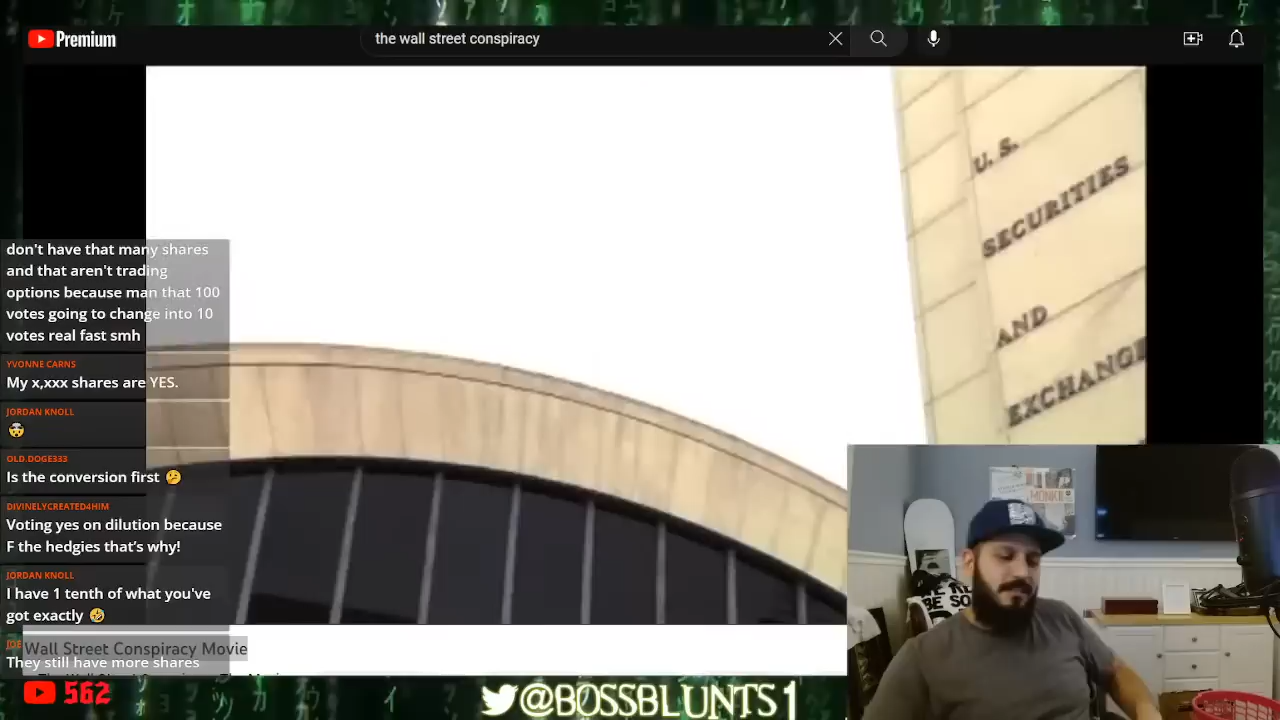 Premium
the wall street conspiracy
U. S.
SECURITIES
AND
EXCHANGE
don't have that many shares
and that aren't trading
options because man that 100
votes going to change into 10
votes real fast smh
YVONNE CARNS
My x,xxx shares are YES.
JORDAN KNOLL
🤯
OLD.DOGE333
Is the conversion first 🤔
DIVINELYCREATED4HIM
Voting yes on dilution because
F the hedgies that's why!
JORDAN KNOLL
I have 1 tenth of what you've
got exactly 🤣
JOE
Wall Street Conspiracy Movie
They still have more shares
562
@BOSSBLUNTS1
MONKII
BE SO